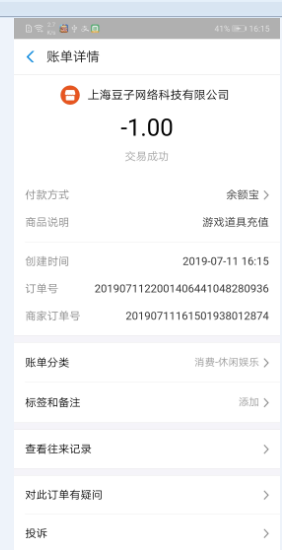 41% 16:15
账单详情
上海豆子网络科技有限公司
-1.00
交易成功
付款方式 余额宝
商品说明 游戏道具充值
创建时间 2019-07-11 16:15
订单号 2019071122001406441048280936
商家订单号 20190711161501938012874
账单分类 消费-休闲娱乐
标签和备注 添加
查看往来记录
对此订单有疑问
投诉